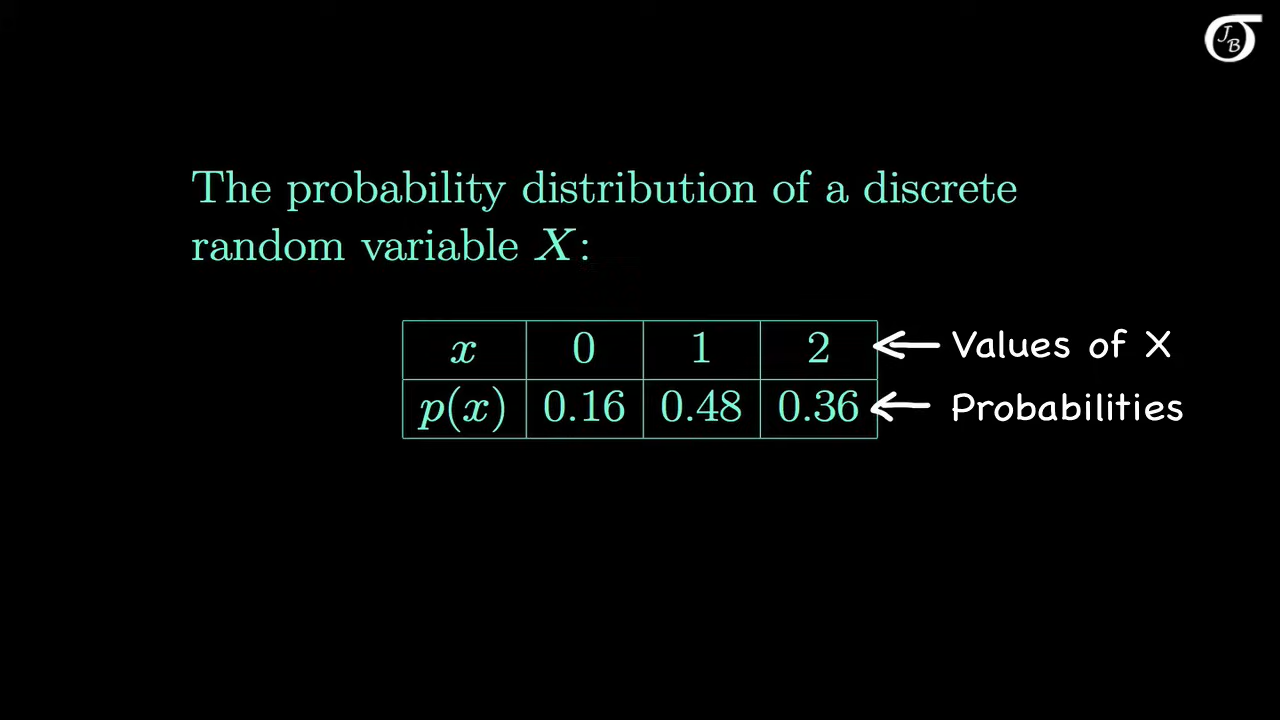 JB
The probability distribution of a discrete
random variable X:
x 0 1 2 ← Values of X
p(x) 0.16 0.48 0.36 ← Probabilities